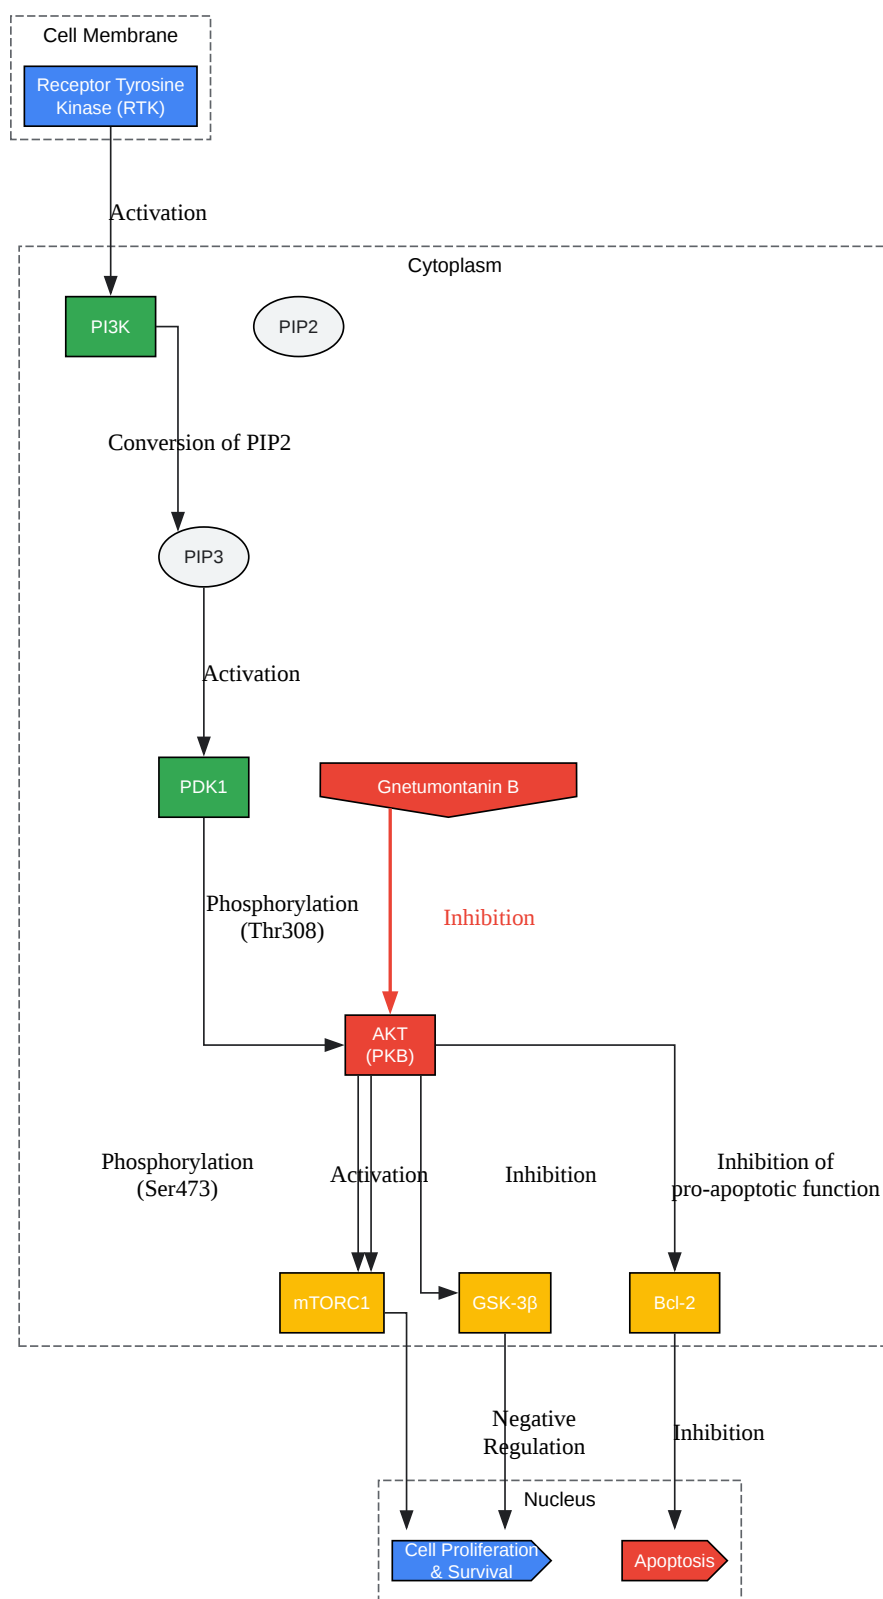 Cell Membrane
Receptor Tyrosine
Kinase (RTK)
Activation
Cytoplasm
PI3K
PIP2
Conversion of PIP2
PIP3
Activation
PDK1
Gnetumontanin B
Phosphorylation
(Thr308)
Inhibition
AKT
(PKB)
Phosphorylation
(Ser473)
Activation
Inhibition
Inhibition of
pro-apoptotic function
mTORC1
GSK-3β
Bcl-2
Negative
Regulation
Inhibition
Nucleus
Cell Proliferation
& Survival
Apoptosis